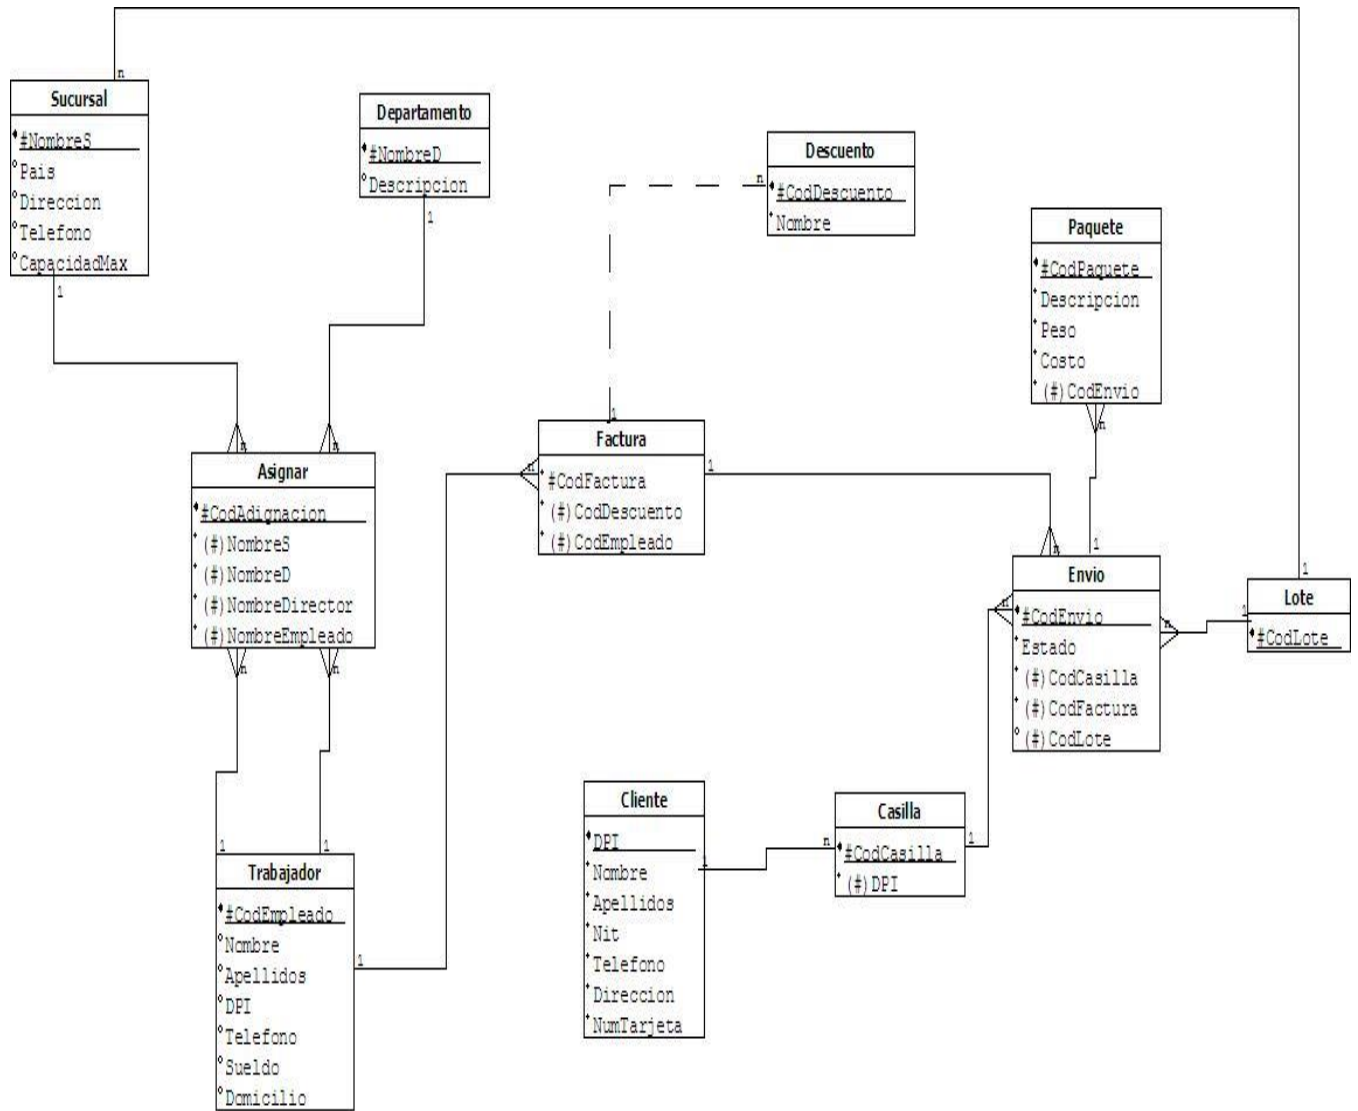 n
Sucursal
#NombreS
Pais
Direccion
Telefono
CapacidadMax
1
Departamento
#NombreD
Descripcion
1
Descuento
n
#CodDescuento
Nombre
Paquete
#CodPaquete
Descripcion
Peso
Costo
(#)CodEnvio
n
1
n
n
Asignar
#CodAdignacion
(#)NombreS
(#)NombreD
(#)NombreDirector
(#)NombreEmpleado
n
n
1
1
1
Factura
n
1
#CodFactura
(#)CodDescuento
(#)CodEmpleado
n
Envio
n
#CodEnvio
Estado
n
(#)CodCasilla
(#)CodFactura
(#)CodLote
1
Lote
1
#CodLote
Cliente
DPI
1
Nombre
Apellidos
Nit
Telefono
Direccion
NumTarjeta
Casilla
n
1
#CodCasilla
(#)DPI
Trabajador
#CodEmpleado
Nombre
1
Apellidos
DPI
Telefono
Sueldo
Domicilio